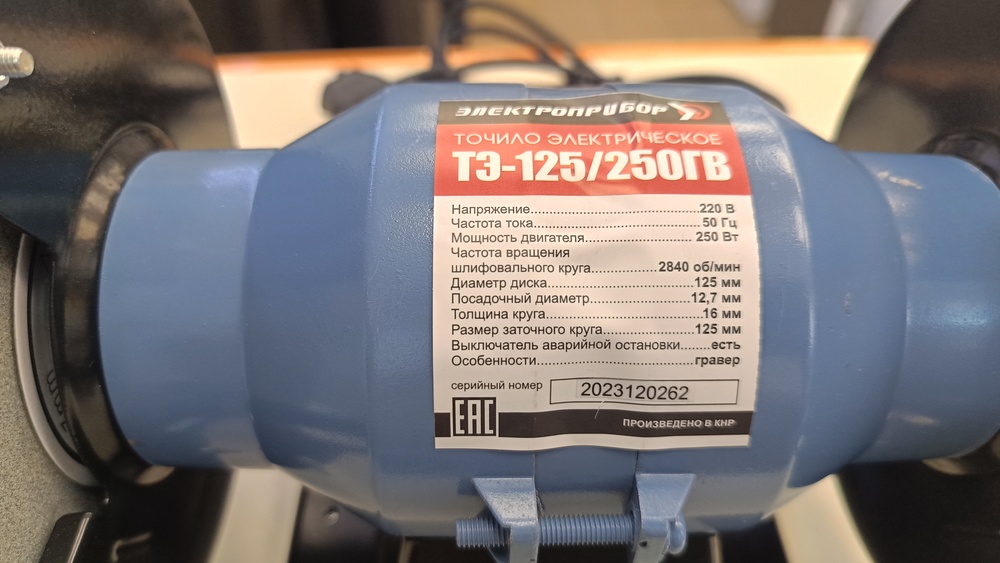 ЭЛЕКТРОПРИБОР
ТОЧИЛО ЭЛЕКТРИЧЕСКОЕ
ТЭ-125/250ГВ
Напряжение....................................220 В
Частота тока...................................50 Гц
Мощность двигателя....................... 250 Вт
Частота вращения
шлифовального круга...............2840 об/мин
Диаметр диска.................................125 мм
Посадочный диаметр.....................12,7 мм
Толщина круга..................................16 мм
Размер заточного круга....................125 мм
Выключатель аварийной остановки.......есть
Особенности....................................гравер
серийный номер 2023120262
EAC
ПРОИЗВЕДЕНО В КНР